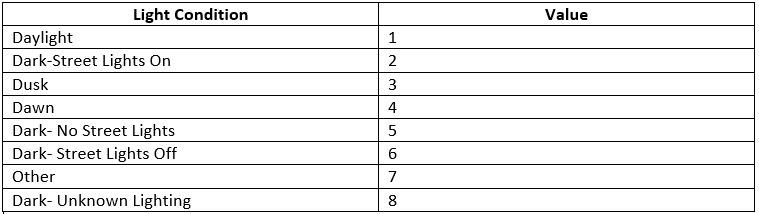 Light Condition Value
Daylight 1
Dark-Street Lights On 2
Dusk 3
Dawn 4
Dark- No Street Lights 5
Dark- Street Lights Off 6
Other 7
Dark- Unknown Lighting 8